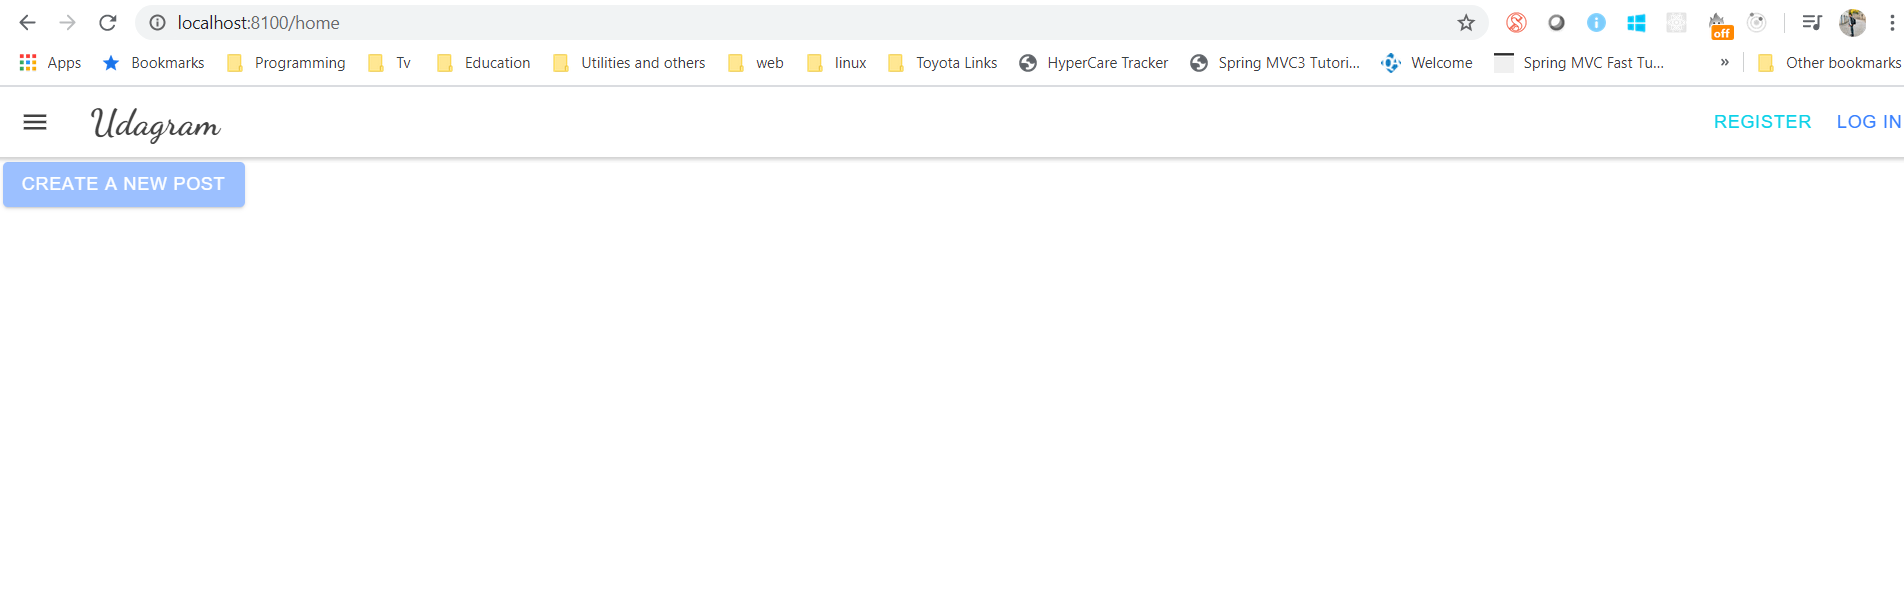 localhost:8100/home
off
Apps Bookmarks Programming Tv Education Utilities and others web linux Toyota Links HyperCare Tracker Spring MVC3 Tutori... Welcome Spring MVC Fast Tu... » Other bookmarks
Udagram REGISTER LOG IN
CREATE A NEW POST